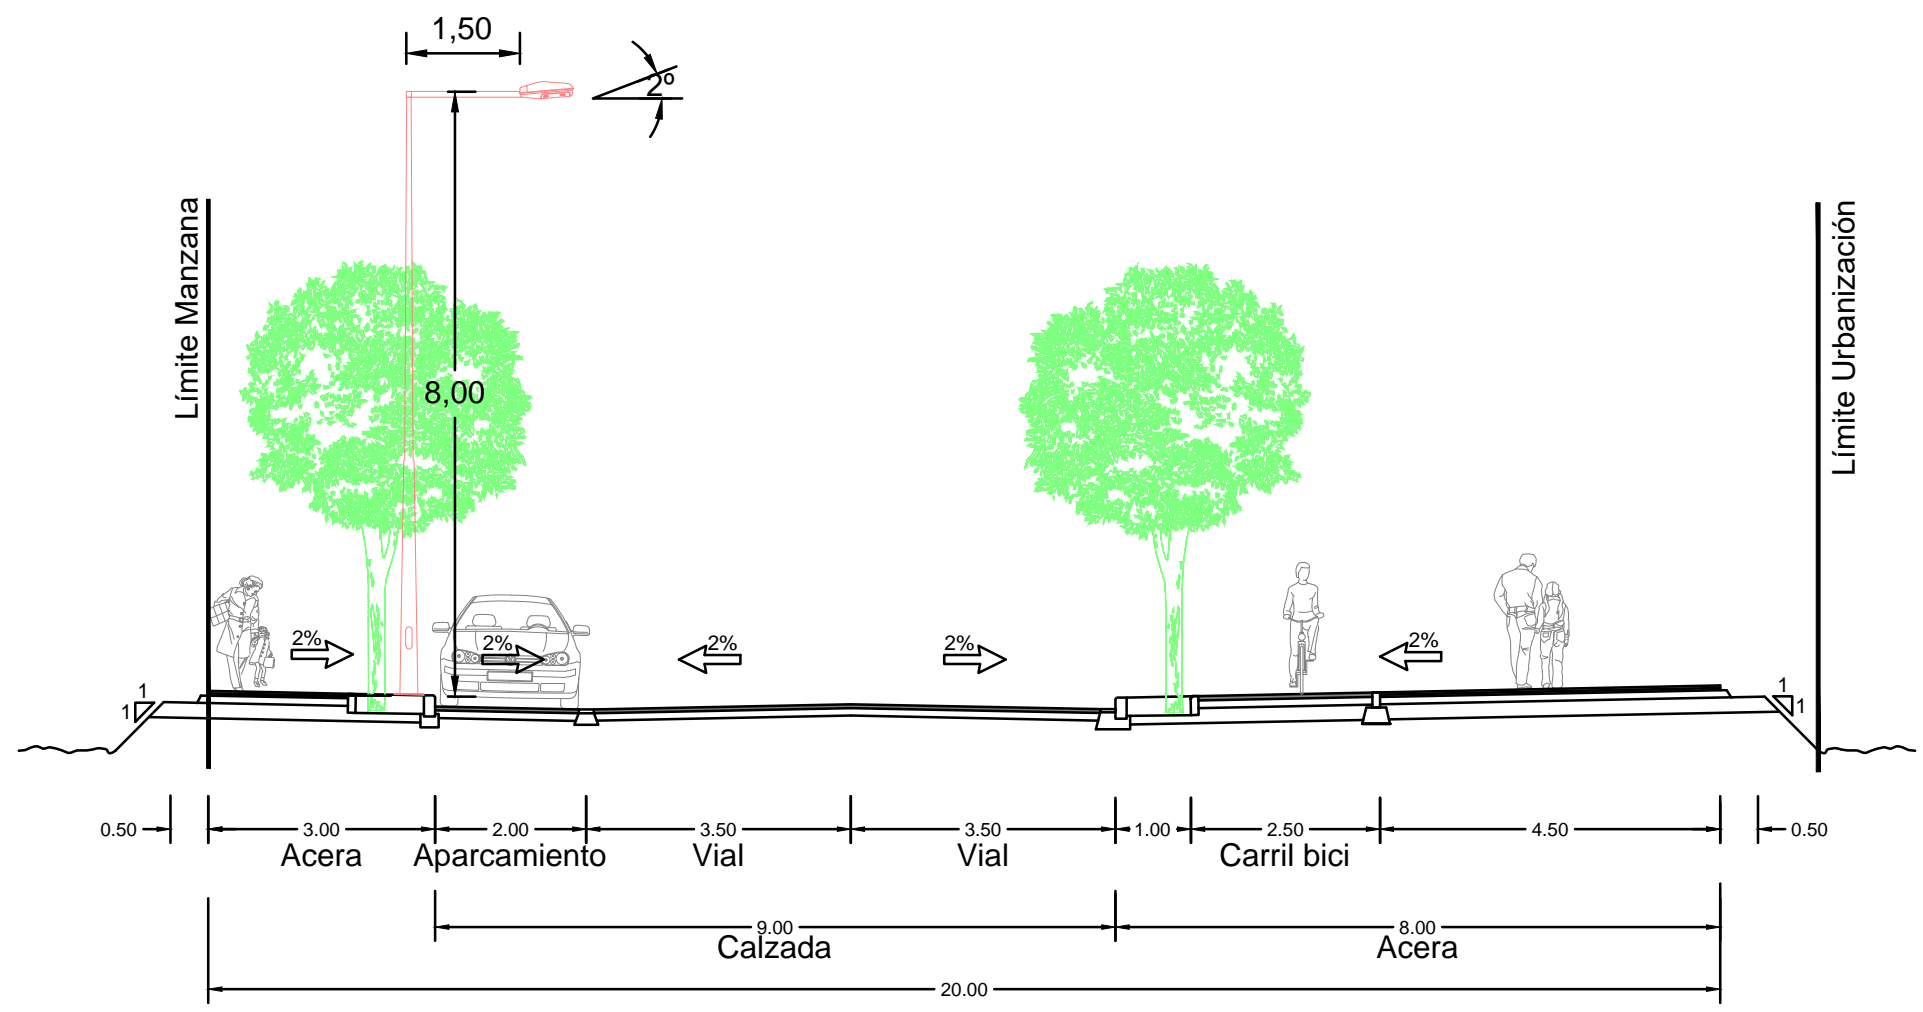 1,50
2º
Límite Manzana
Límite Urbanización
8,00
2%
2%
2%
2%
2%
1
1
1
1
0.50
3.00
2.00
3.50
3.50
1.00
2.50
4.50
0.50
Acera
Aparcamiento
Vial
Vial
Carril bici
9.00
8.00
Calzada
Acera
20.00